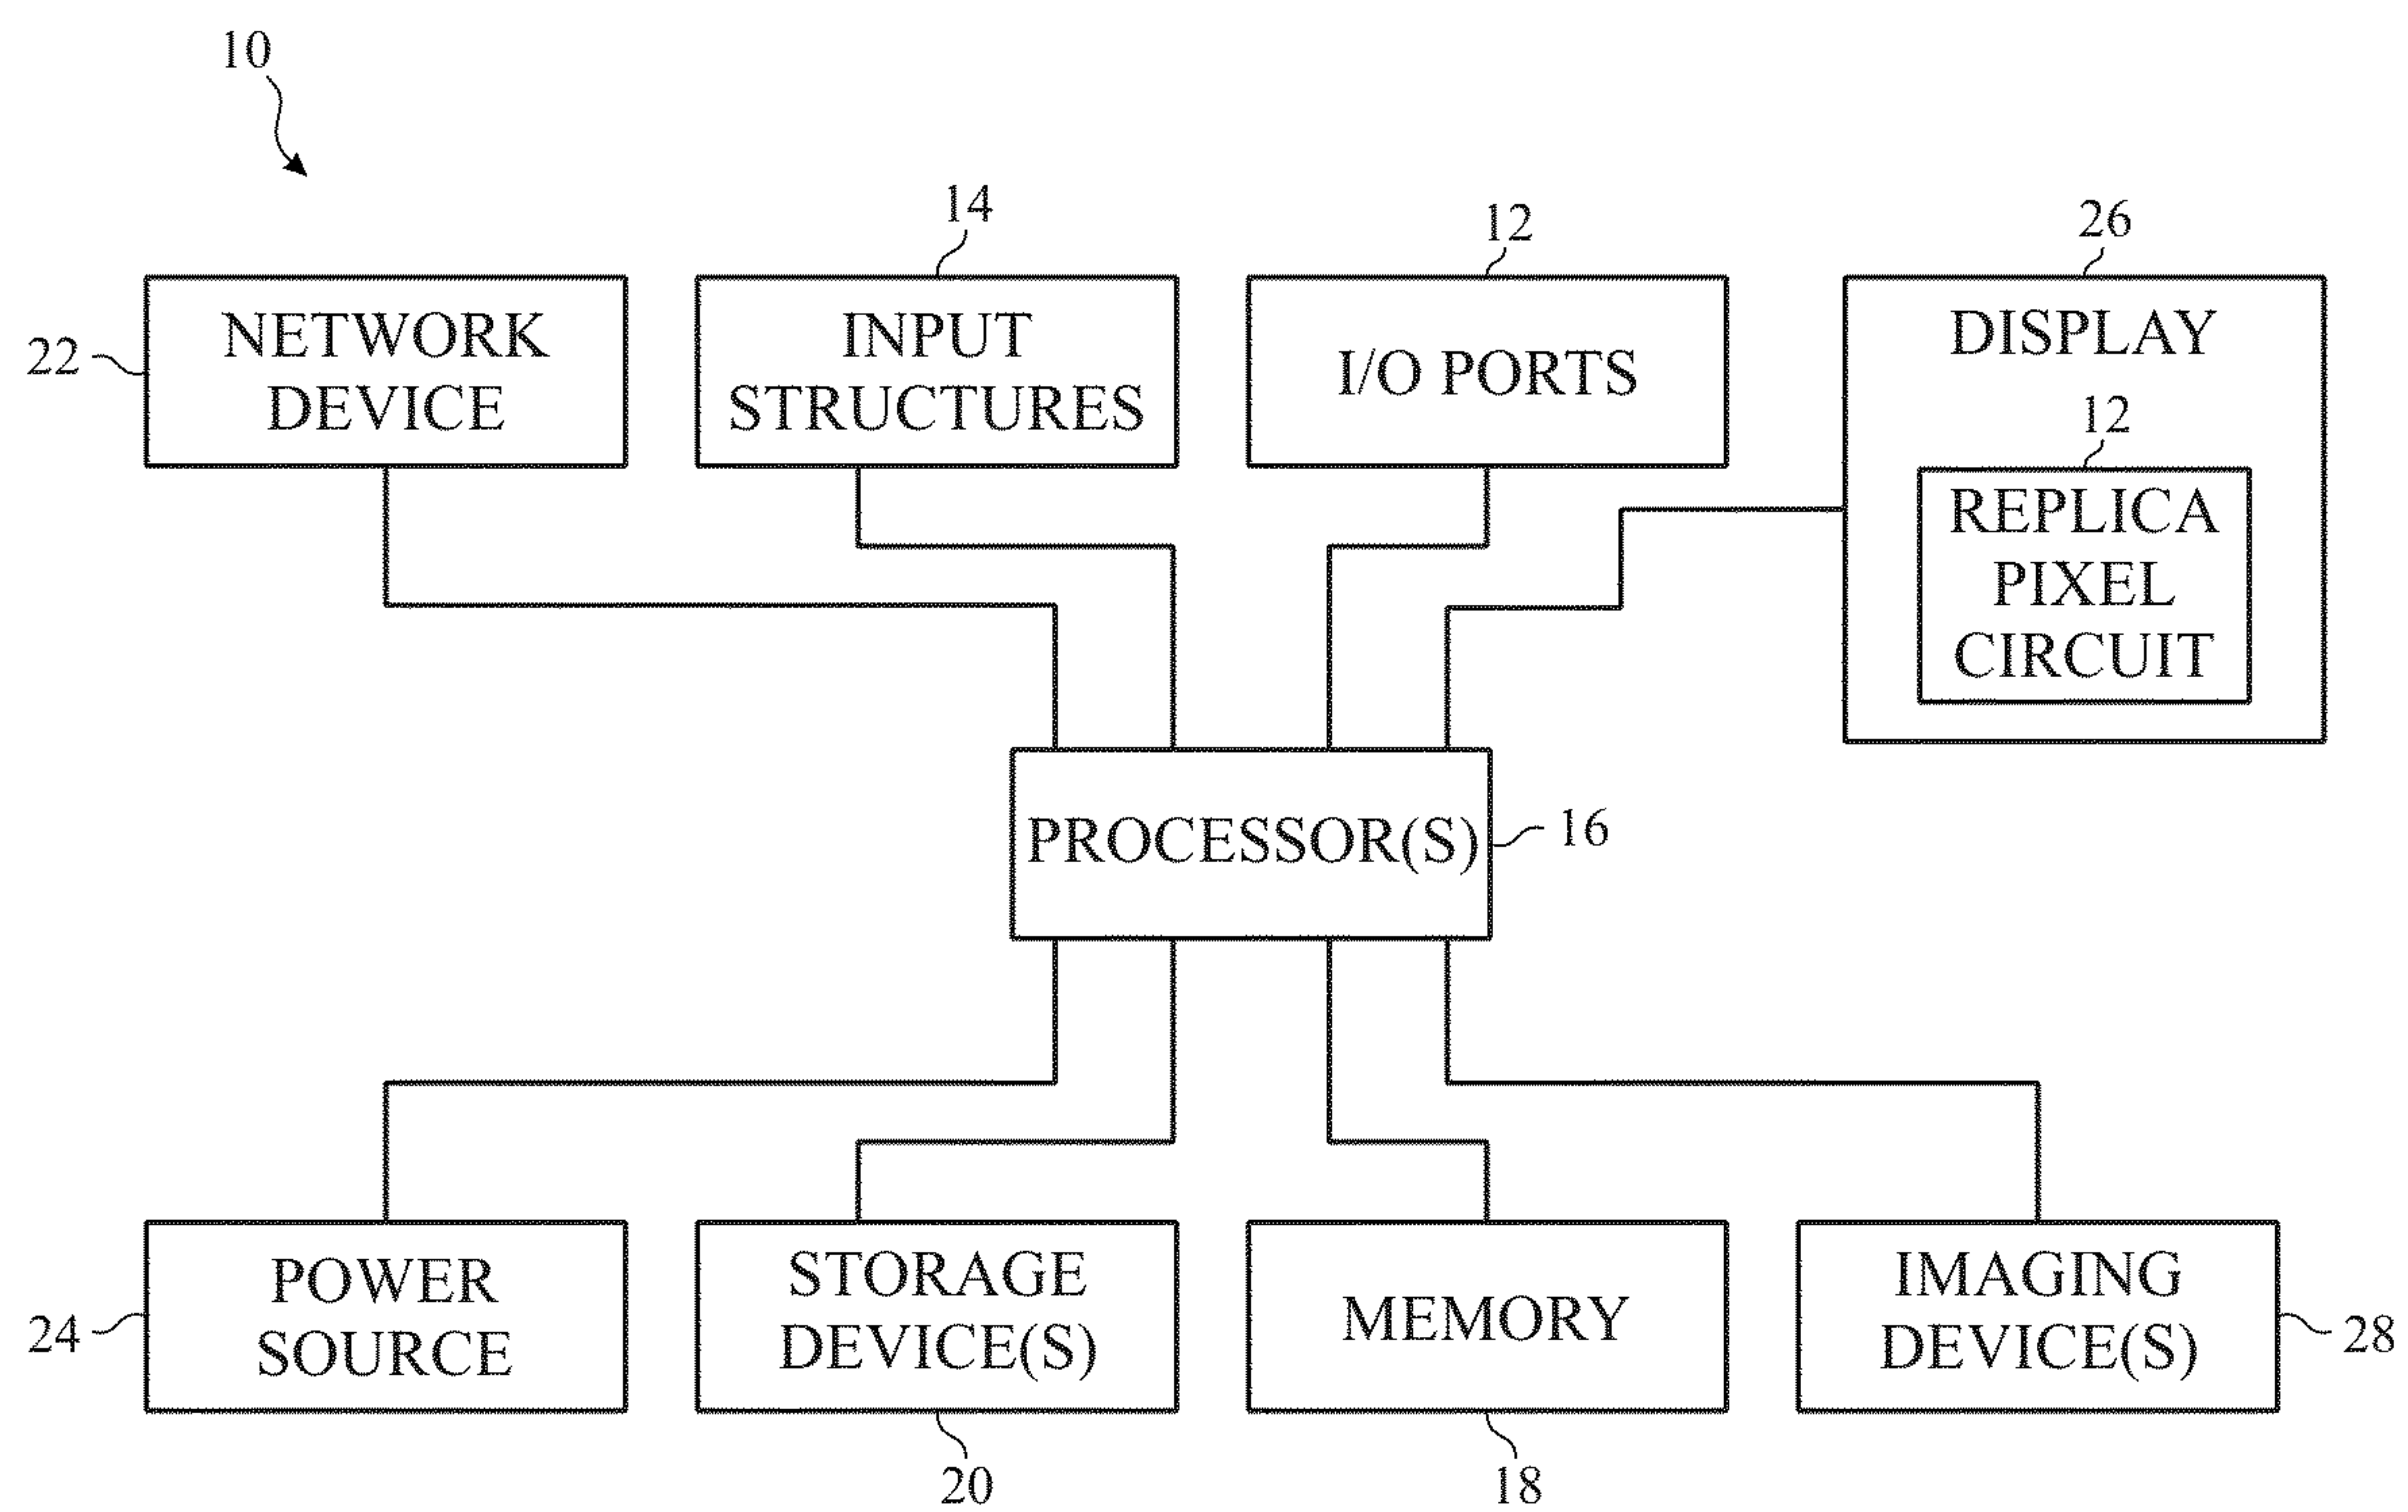 10
14
12
26
22
NETWORK
DEVICE
INPUT
STRUCTURES
I/O PORTS
DISPLAY
12
REPLICA
PIXEL
CIRCUIT
PROCESSOR(S)
16
24
POWER
SOURCE
STORAGE
DEVICE(S)
MEMORY
IMAGING
DEVICE(S)
28
20
18